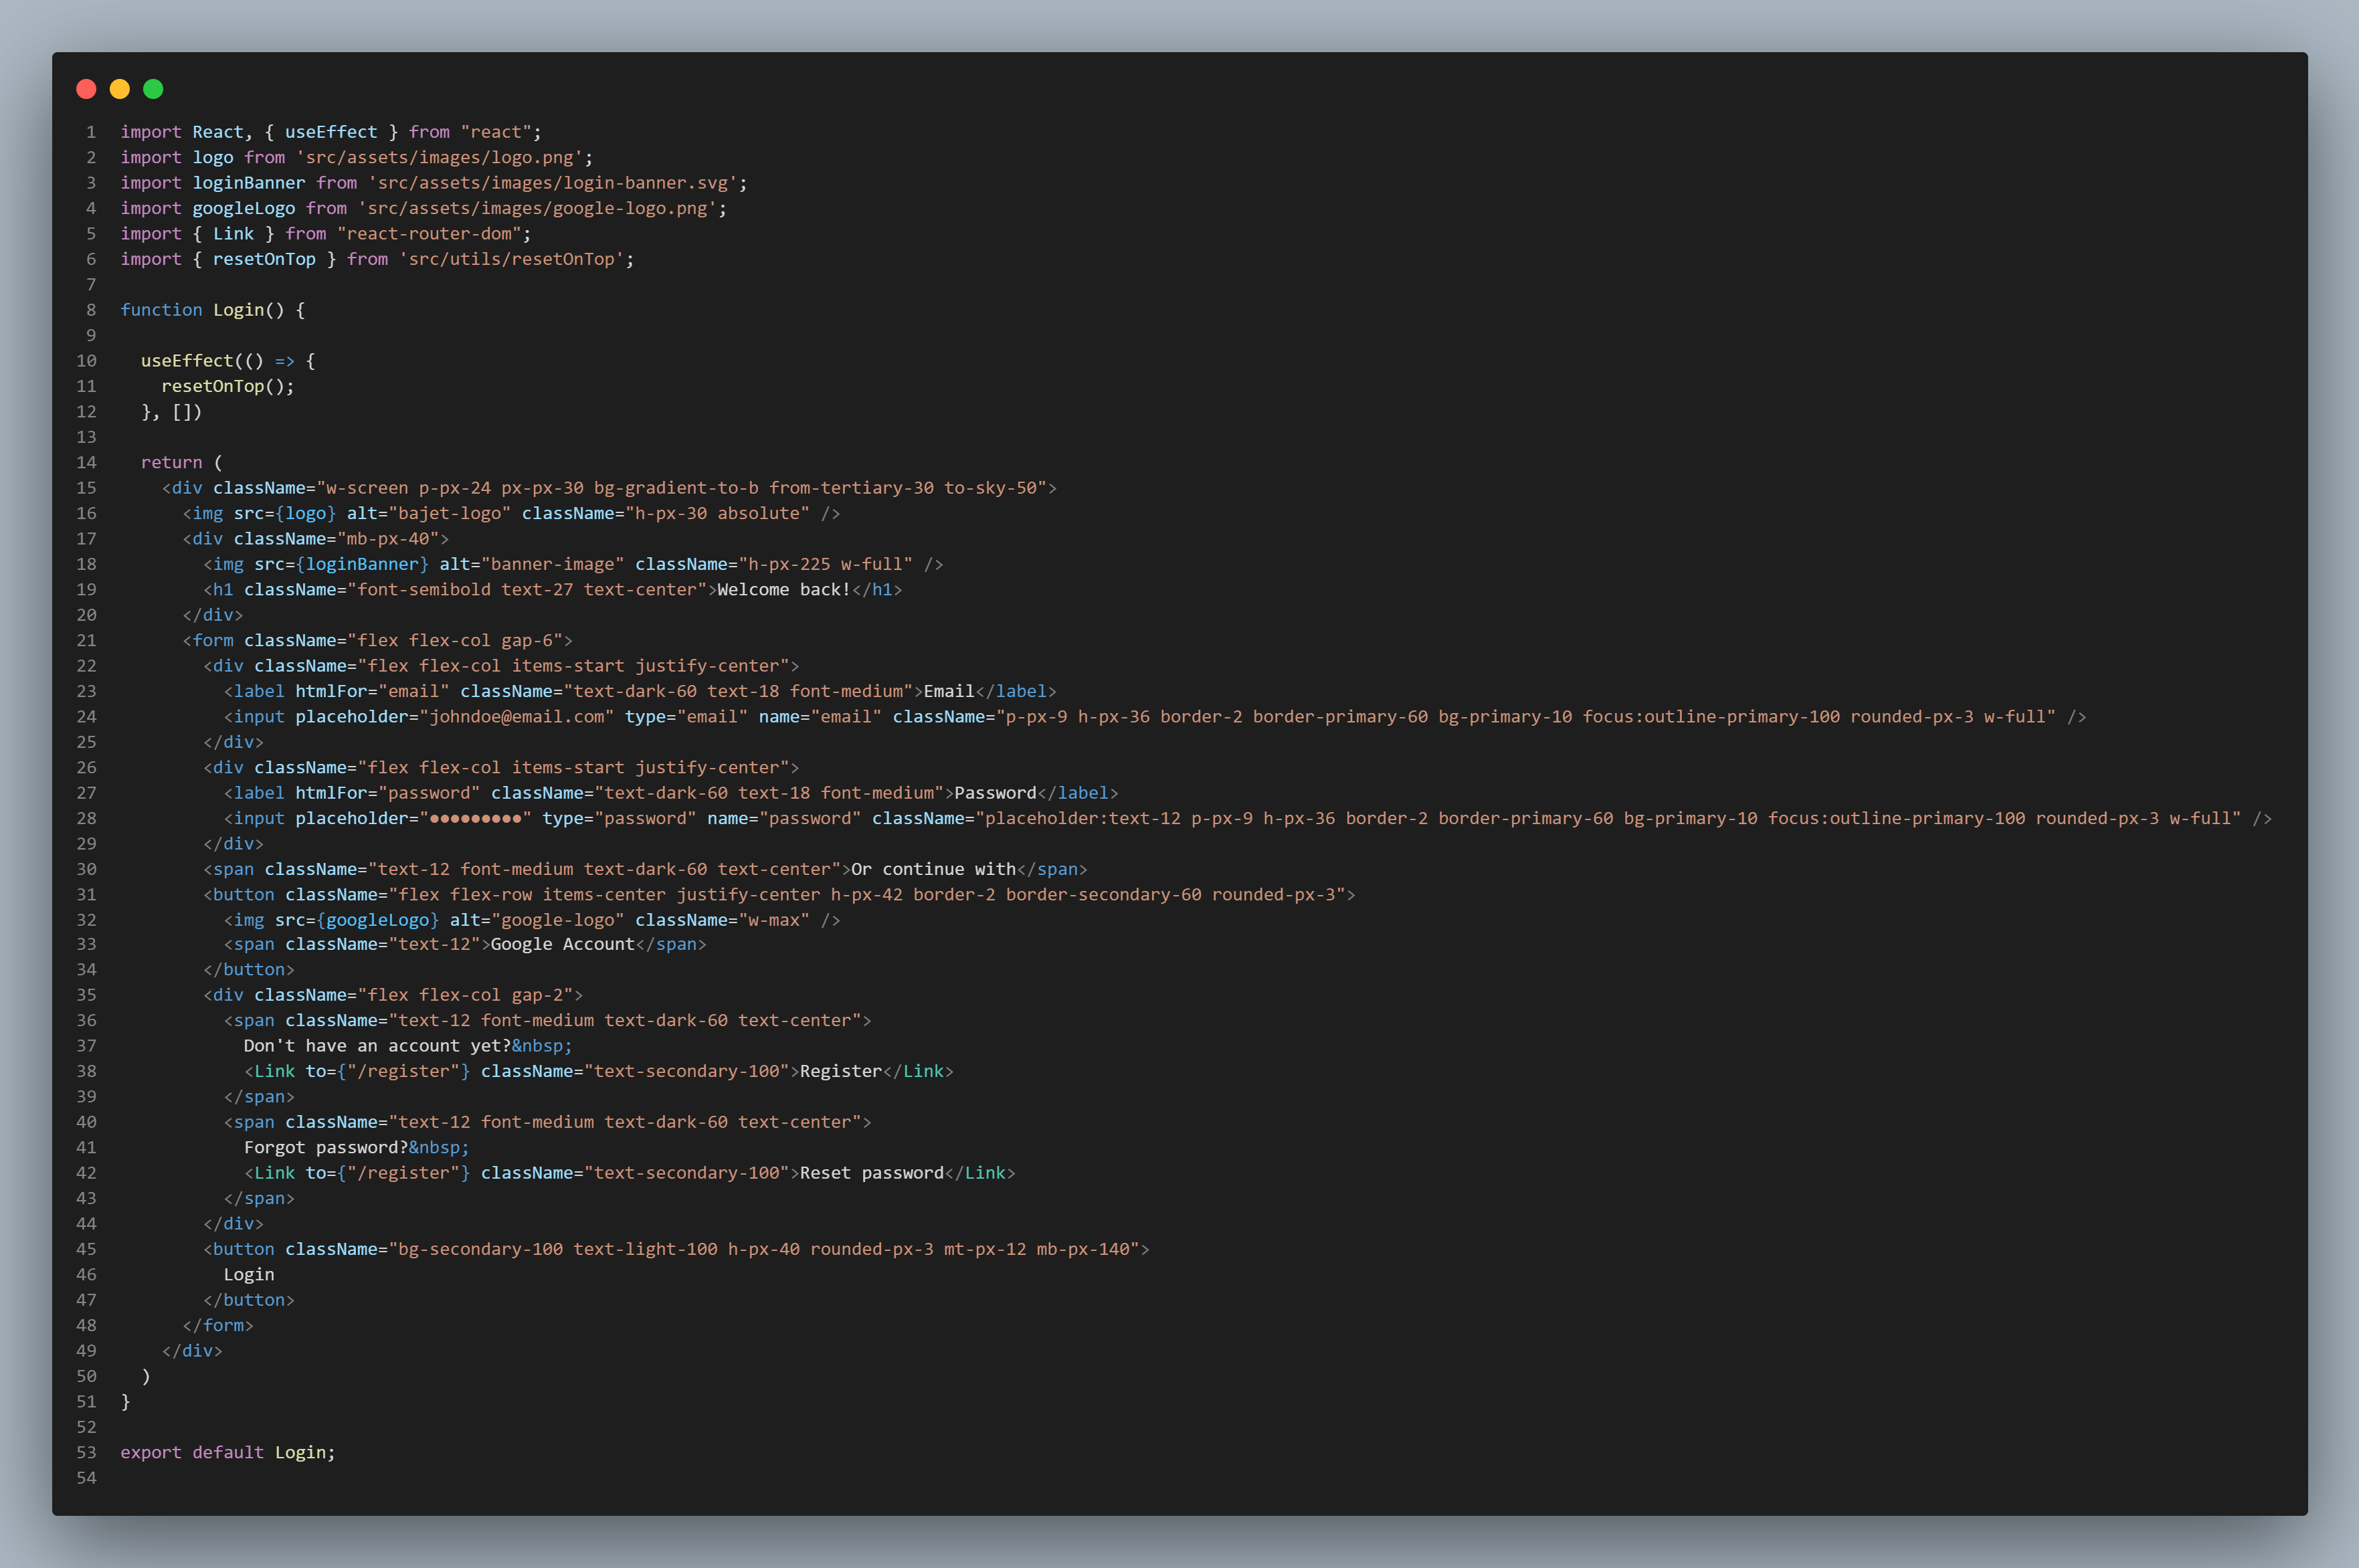 1 import React, { useEffect } from "react";
2 import logo from 'src/assets/images/logo.png';
3 import loginBanner from 'src/assets/images/login-banner.svg';
4 import googleLogo from 'src/assets/images/google-logo.png';
5 import { Link } from "react-router-dom";
6 import { resetOnTop } from 'src/utils/resetOnTop';
7
8 function Login() {
9
10   useEffect(() => {
11     resetOnTop();
12   }, [])
13
14   return (
15     <div className="w-screen p-px-24 px-px-30 bg-gradient-to-b from-tertiary-30 to-sky-50">
16       <img src={logo} alt="bajet-logo" className="h-px-30 absolute" />
17       <div className="mb-px-40">
18         <img src={loginBanner} alt="banner-image" className="h-px-225 w-full" />
19         <h1 className="font-semibold text-27 text-center">Welcome back!</h1>
20       </div>
21       <form className="flex flex-col gap-6">
22         <div className="flex flex-col items-start justify-center">
23           <label htmlFor="email" className="text-dark-60 text-18 font-medium">Email</label>
24           <input placeholder="johndoe@email.com" type="email" name="email" className="p-px-9 h-px-36 border-2 border-primary-60 bg-primary-10 focus:outline-primary-100 rounded-px-3 w-full" />
25         </div>
26         <div className="flex flex-col items-start justify-center">
27           <label htmlFor="password" className="text-dark-60 text-18 font-medium">Password</label>
28           <input placeholder="●●●●●●●●●" type="password" name="password" className="placeholder:text-12 p-px-9 h-px-36 border-2 border-primary-60 bg-primary-10 focus:outline-primary-100 rounded-px-3 w-full" />
29         </div>
30         <span className="text-12 font-medium text-dark-60 text-center">Or continue with</span>
31         <button className="flex flex-row items-center justify-center h-px-42 border-2 border-secondary-60 rounded-px-3">
32           <img src={googleLogo} alt="google-logo" className="w-max" />
33           <span className="text-12">Google Account</span>
34         </button>
35         <div className="flex flex-col gap-2">
36           <span className="text-12 font-medium text-dark-60 text-center">
37             Don't have an account yet?&nbsp;
38             <Link to={"/register"} className="text-secondary-100">Register</Link>
39           </span>
40           <span className="text-12 font-medium text-dark-60 text-center">
41             Forgot password?&nbsp;
42             <Link to={"/register"} className="text-secondary-100">Reset password</Link>
43           </span>
44         </div>
45         <button className="bg-secondary-100 text-light-100 h-px-40 rounded-px-3 mt-px-12 mb-px-140">
46           Login
47         </button>
48       </form>
49     </div>
50   )
51 }
52
53 export default Login;
54